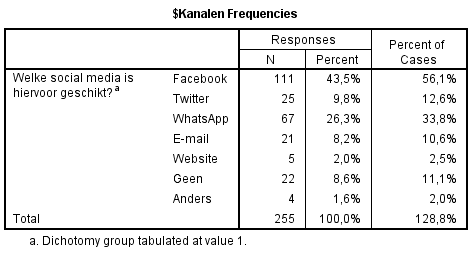 $Kanalen Frequencies
Responses Percent of Cases
N Percent
Welke social media is hiervoor geschikt?a Facebook 111 43,5% 56,1%
Twitter 25 9,8% 12,6%
WhatsApp 67 26,3% 33,8%
E-mail 21 8,2% 10,6%
Website 5 2,0% 2,5%
Geen 22 8,6% 11,1%
Anders 4 1,6% 2,0%
Total 255 100,0% 128,8%
a. Dichotomy group tabulated at value 1.